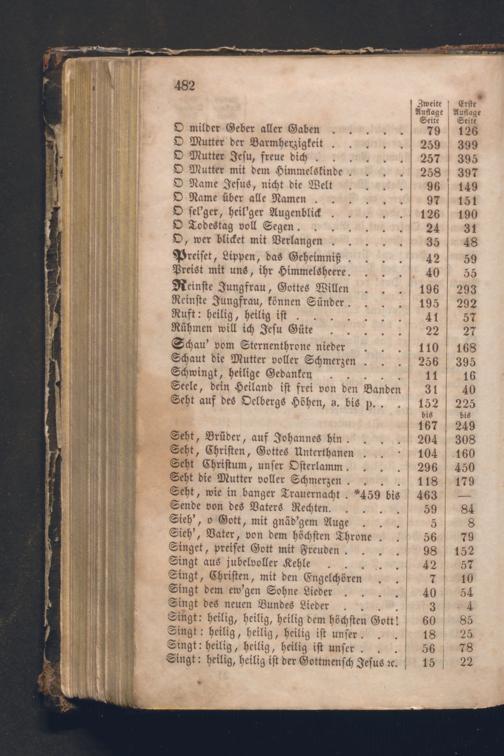 482
Zweite Auflage Seite | Erste Auflage Seite
O milder Geber aller Gaben . . . . . 79 126
O Mutter der Barmherzigkeit . . . . . 259 399
O Mutter Jesu, freue dich . . . . . 257 395
O Mutter mit dem Himmelskinde . . . . 258 397
O Name Jesus, nicht die Welt . . . . 96 149
O Name über alle Namen . . . . . 97 151
O sel'ger, heil'ger Augenblick . . . . . 126 190
O Todestag voll Segen . . . . . . 24 31
O, wer blicket mit Verlangen . . . . . 35 48
Preiset, Lippen, das Geheimniß . . . . 42 59
Preist mit uns, ihr Himmelsheere. . . . 40 55
Reinste Jungfrau, Gottes Willen . . . 196 293
Reinste Jungfrau, können Sünder . . . 195 292
Ruft: heilig, heilig ist . . . . . . . 41 57
Rühmen will ich Jesu Güte . . . . 22 27
Schau' vom Sternenthrone nieder . . . 110 168
Schaut die Mutter voller Schmerzen . . . 256 395
Schwingt, heilige Gedanken . . . . . 11 16
Seele, dein Heiland ist frei von den Banden 31 40
Seht auf des Oelbergs Höhen, a. bis p. . . 152 225
bis bis
167 249
Seht, Brüder, auf Johannes hin . . . . 204 308
Seht, Christen, Gottes Unterthanen . . . 104 160
Seht Christum, unser Osterlamm . . . . 296 450
Seht die Mutter voller Schmerzen . . . . 118 179
Seht, wie in banger Trauernacht . *459 bis 463 —
Sende von des Vaters Rechten. . . . . 59 84
Sieh', o Gott, mit gnäd'gem Auge . . . 5 8
Sieh', Vater, von dem höchsten Throne . . 56 79
Singet, preiset Gott mit Freuden . . . . 98 152
Singt aus jubelvoller Kehle . . . . . 42 57
Singt, Christen, mit den Engelchören . . 7 10
Singt dem ew'gen Sohne Lieder . . . . 40 54
Singt des neuen Bundes Lieder . . . 3 4
Singt: heilig, heilig, heilig dem höchsten Gott! 60 85
Singt: heilig, heilig, heilig ist unser . . . 18 25
Singt: heilig, heilig, heilig ist unser . . . 56 78
Singt: heilig, heilig ist der Gottmensch Jesus ꝛc. 15 22